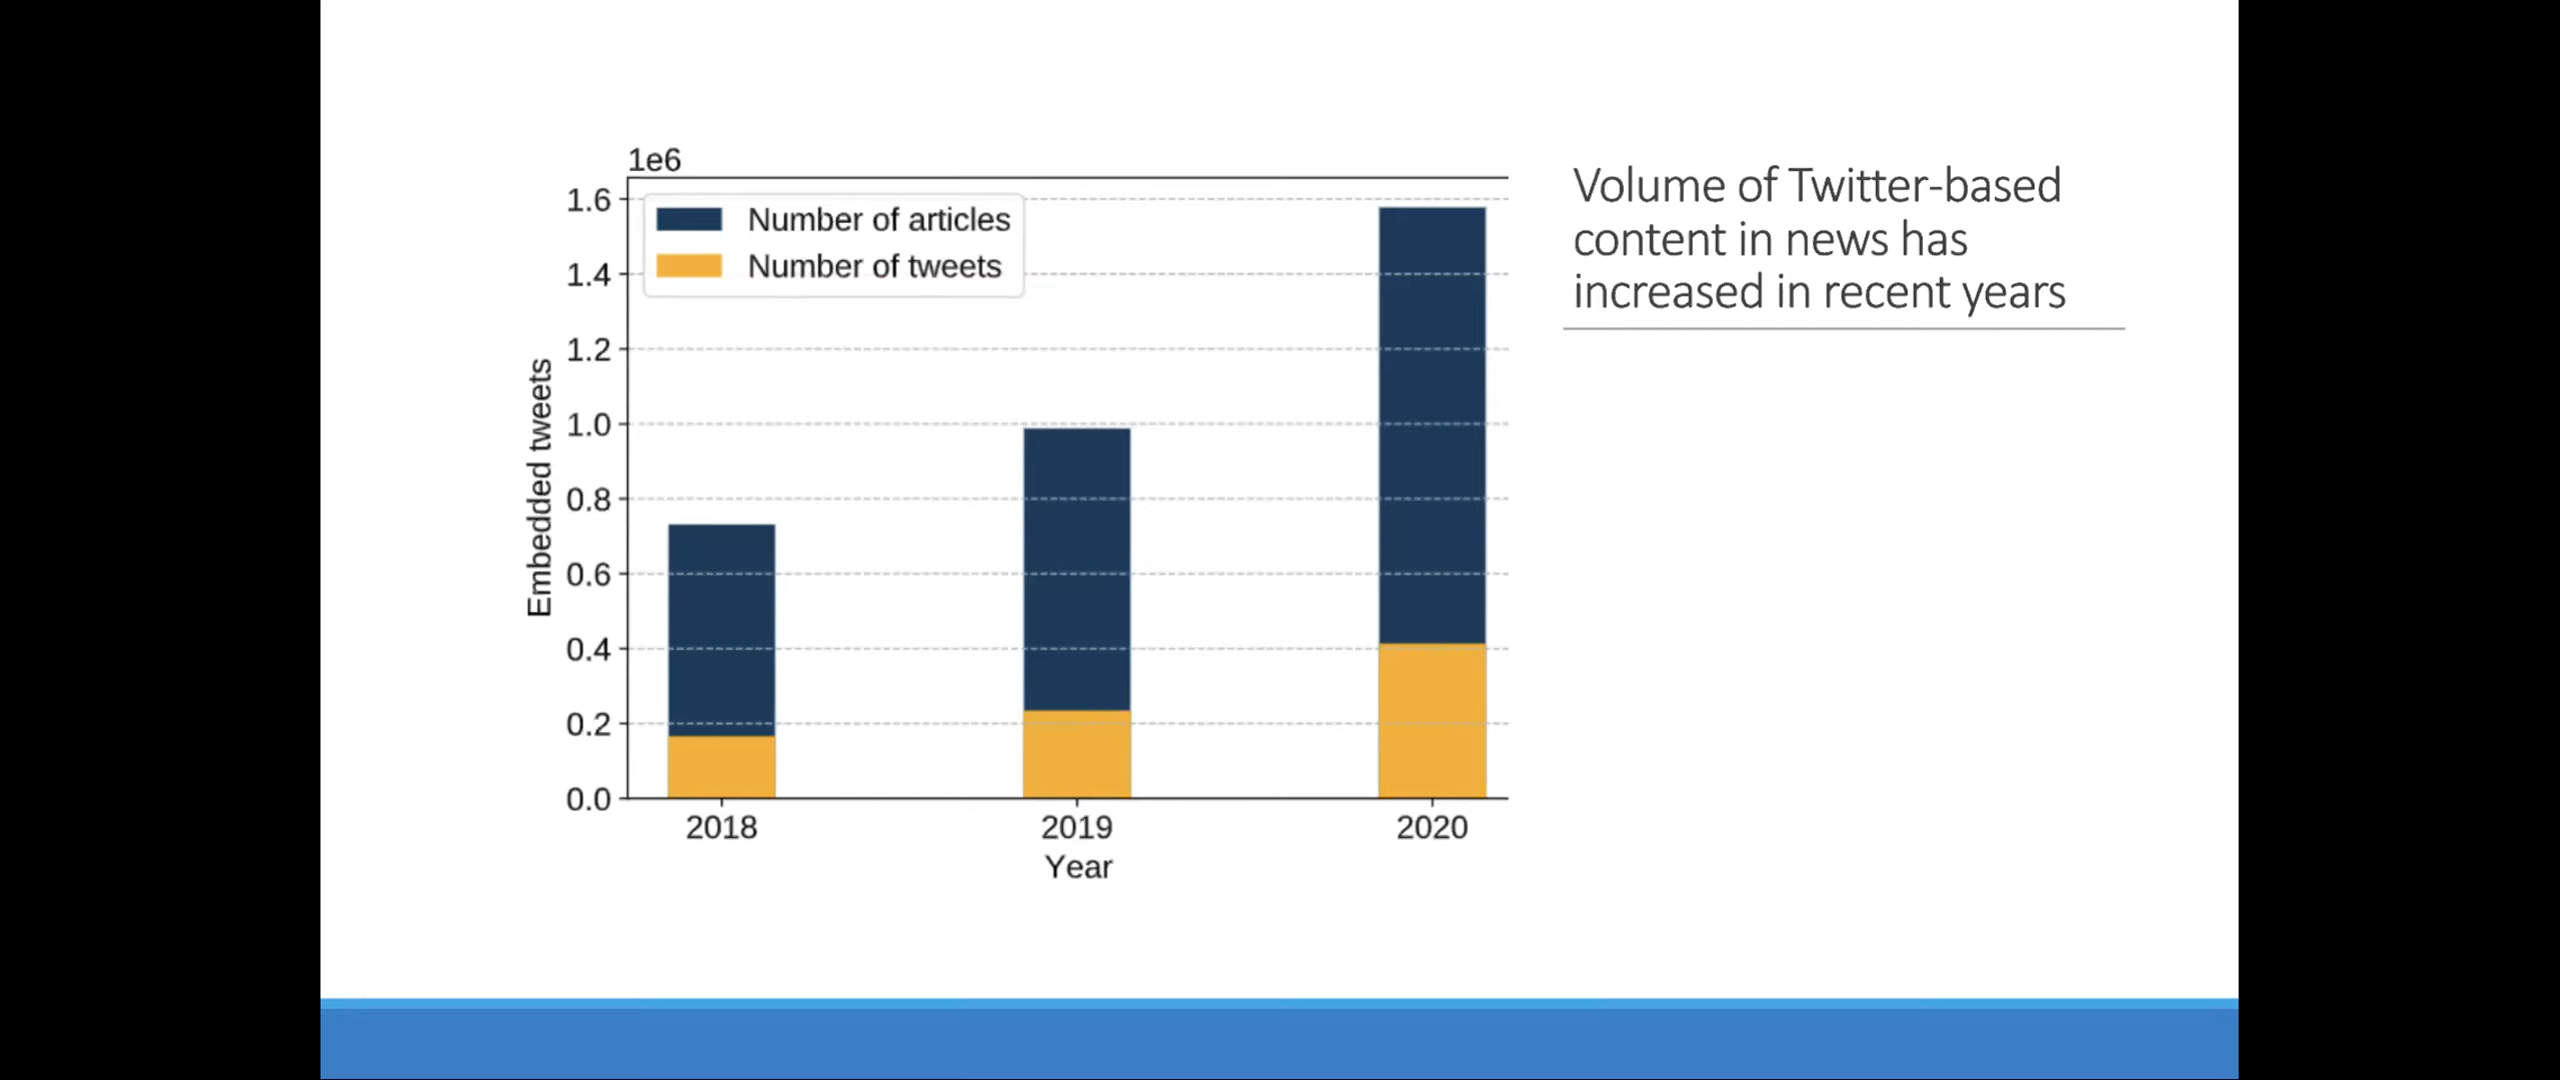 1e6
1.6
1.4
1.2
1.0
0.8
0.6
0.4
0.2
0.0
Embedded tweets
Number of articles
Number of tweets
2018
2019
2020
Year
Volume of Twitter-based
content in news has
increased in recent years